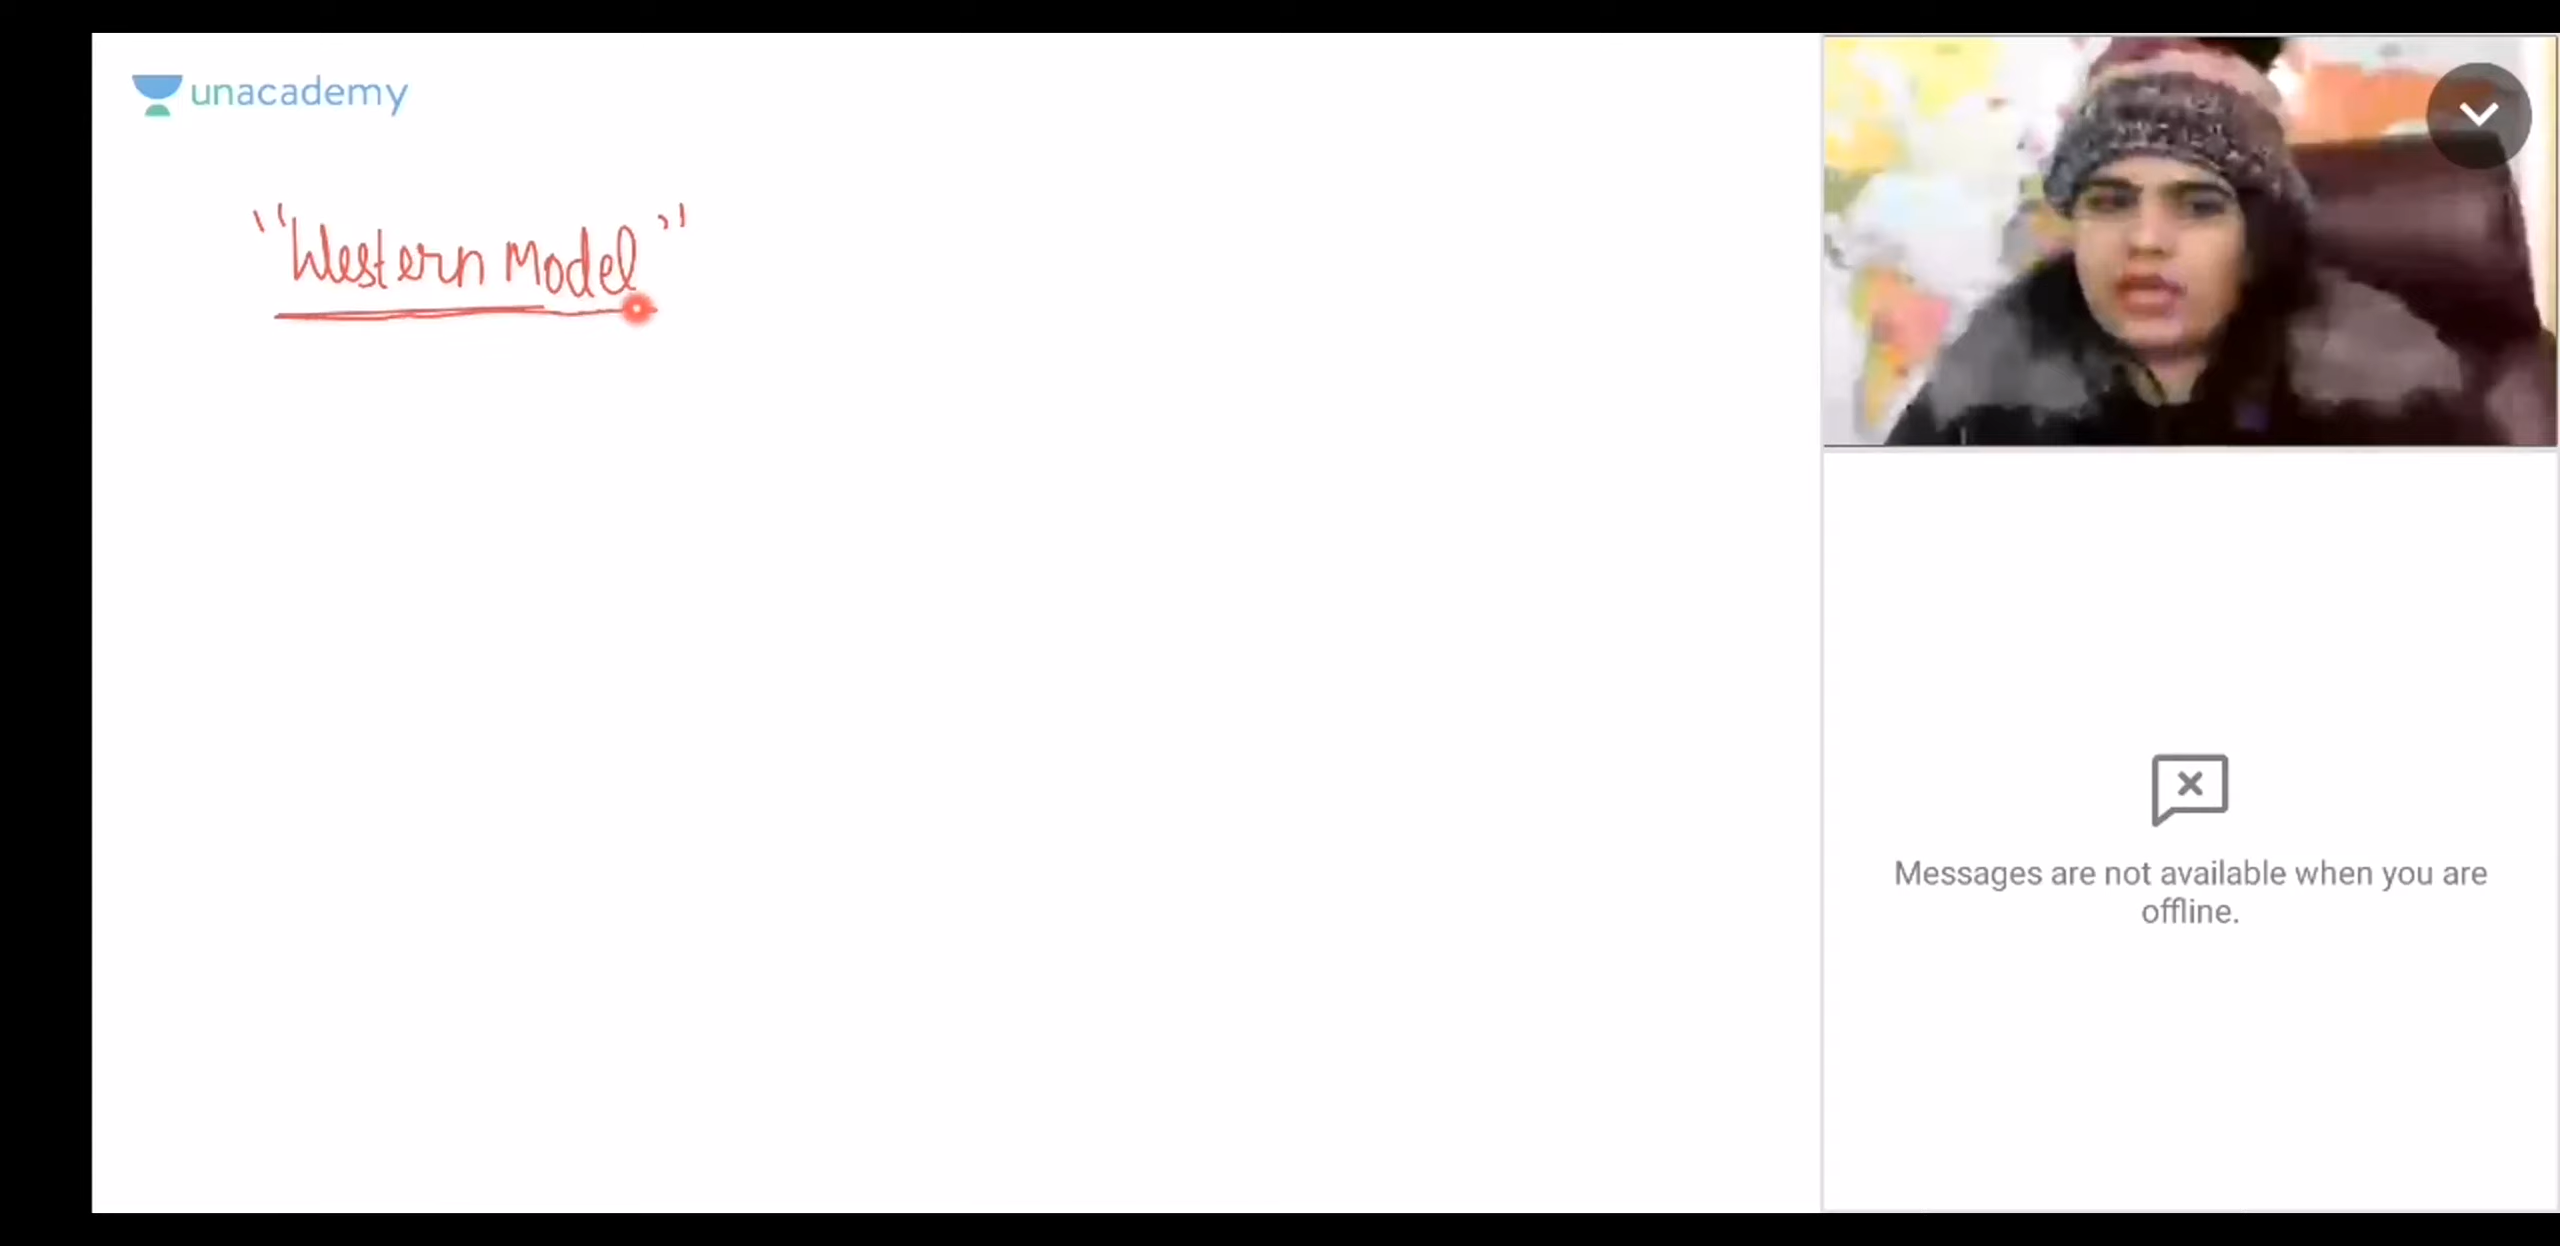 unacademy
"Western Model"
Messages are not available when you are
offline.